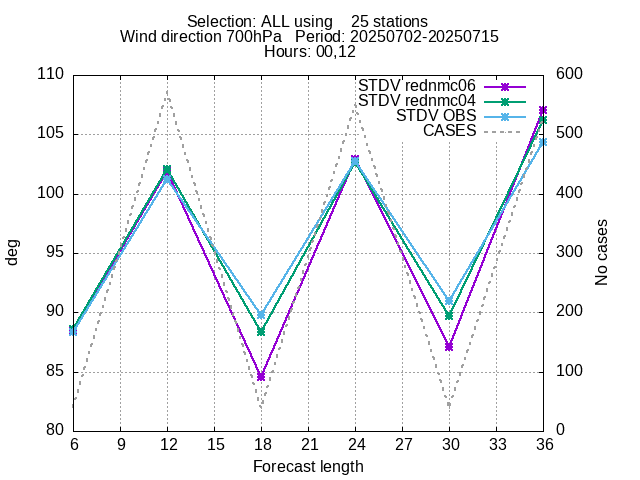 Selection: ALL using    25 stations
Wind direction 700hPa   Period: 20250702-20250715
Hours: 00,12
STDV rednmc06
STDV rednmc04
STDV OBS
CASES
110
105
100
95
90
85
80
deg
600
500
400
300
200
100
0
No cases
6 9 12 15 18 21 24 27 30 33 36
Forecast length